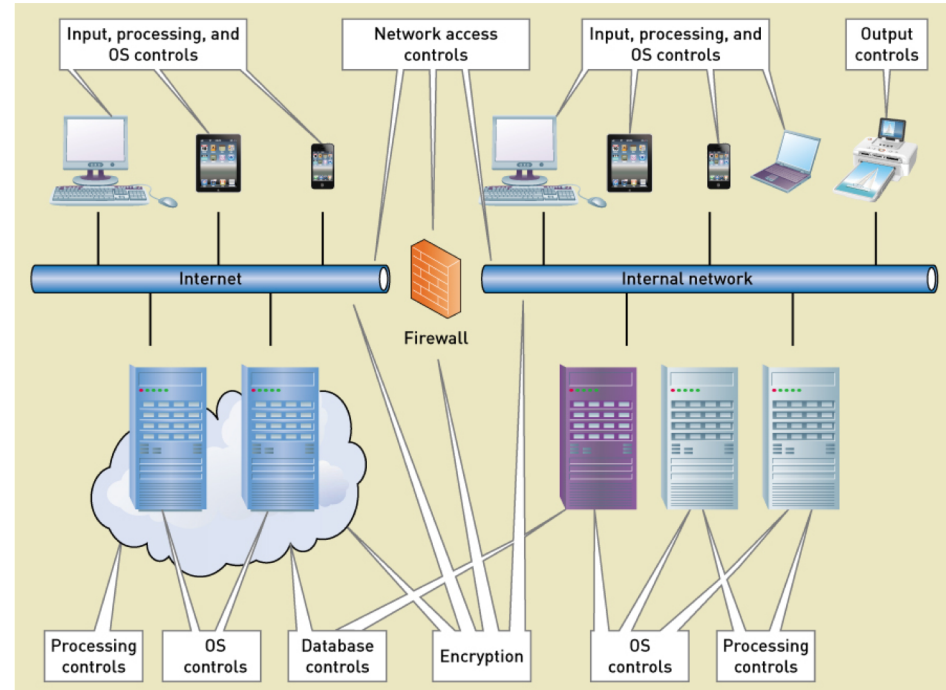 Input, processing, and
OS controls
Network access
controls
Input, processing, and
OS controls
Output
controls
Internet
Internal network
Firewall
Processing
controls
OS
controls
Database
controls
Encryption
OS
controls
Processing
controls